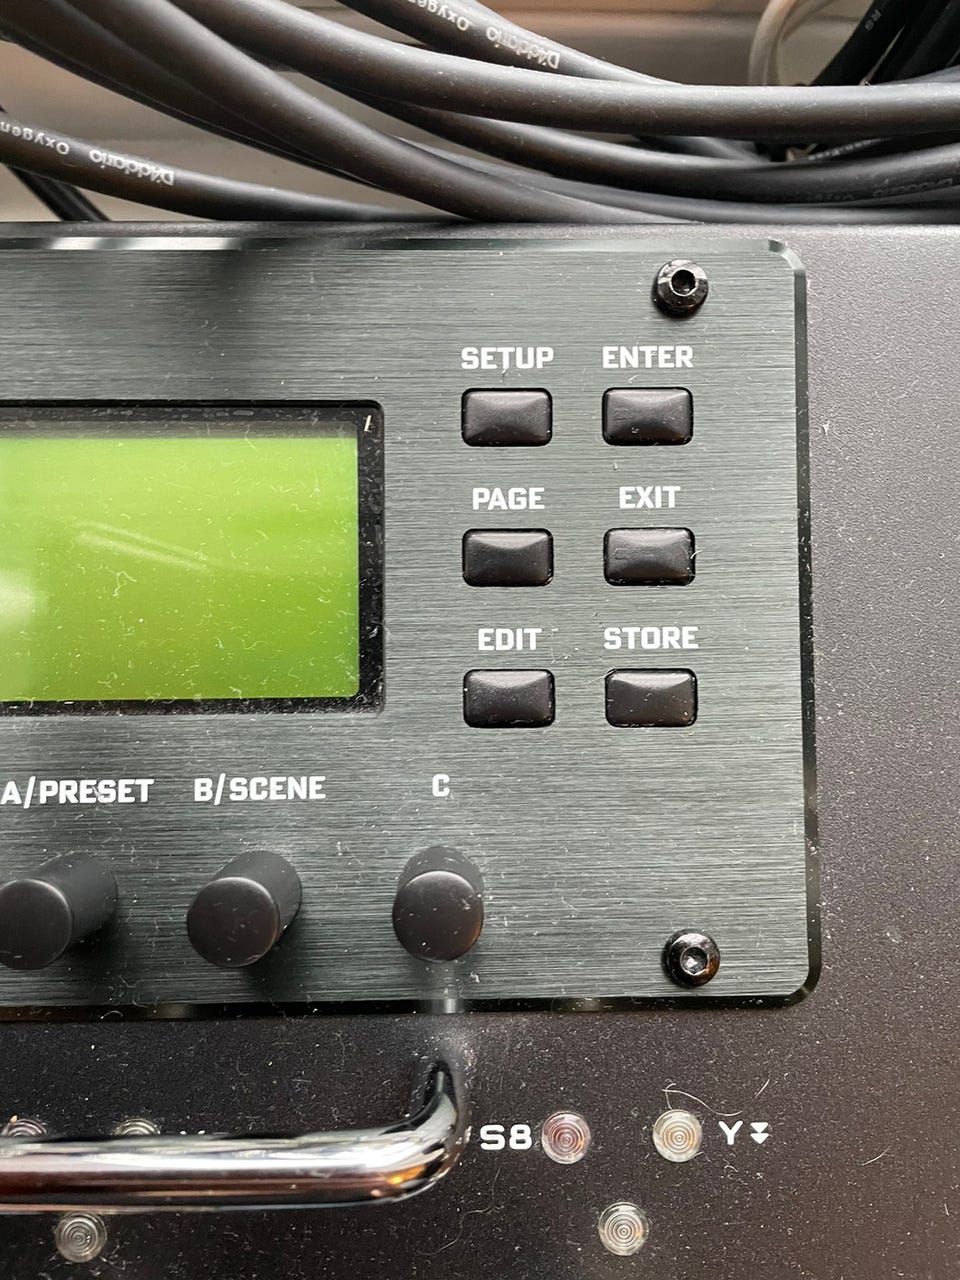 Oxygen D'Addario
Oxygen D'Addario
SETUP ENTER
PAGE EXIT
EDIT STORE
A/PRESET B/SCENE C
S8 Y